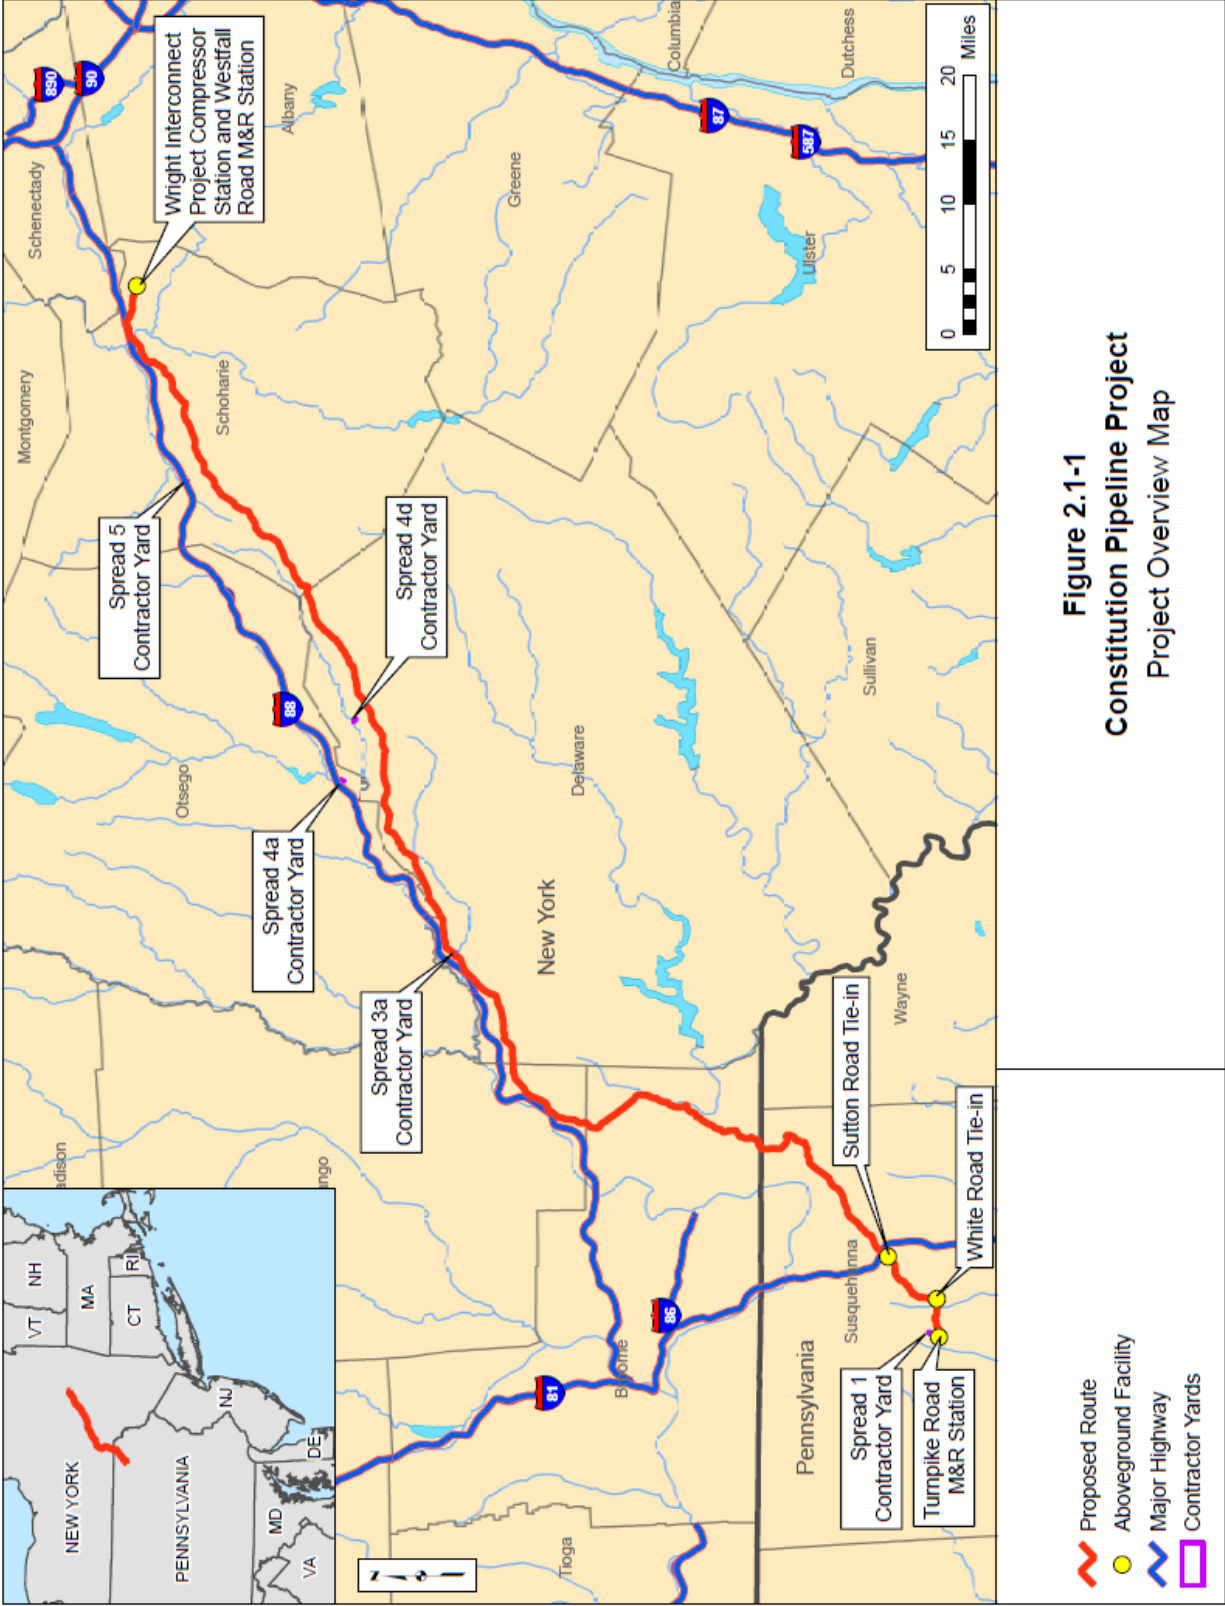 NEW YORK
VT
NH
MA
CT
RI
PENNSYLVANIA
NJ
MD
DE
VA
N
adison
ango
Otsego
Montgomery
Schenectady
890
90
Wright Interconnect
Project Compressor
Station and Westfall
Road M&R Station
Albany
Columbia
Dutchess
Greene
87
587
Ulster
Schoharie
Spread 5
Contractor Yard
88
Spread 4d
Contractor Yard
Spread 4a
Contractor Yard
Spread 3a
Contractor Yard
Delaware
New York
Sullivan
81
86
Broome
Tioga
Pennsylvania
Susquehanna
Wayne
Sutton Road Tie-in
White Road Tie-in
Spread 1
Contractor Yard
Turnpike Road
M&R Station
0 5 10 15 20
Miles
Proposed Route
Aboveground Facility
Major Highway
Contractor Yards
Figure 2.1-1
Constitution Pipeline Project
Project Overview Map